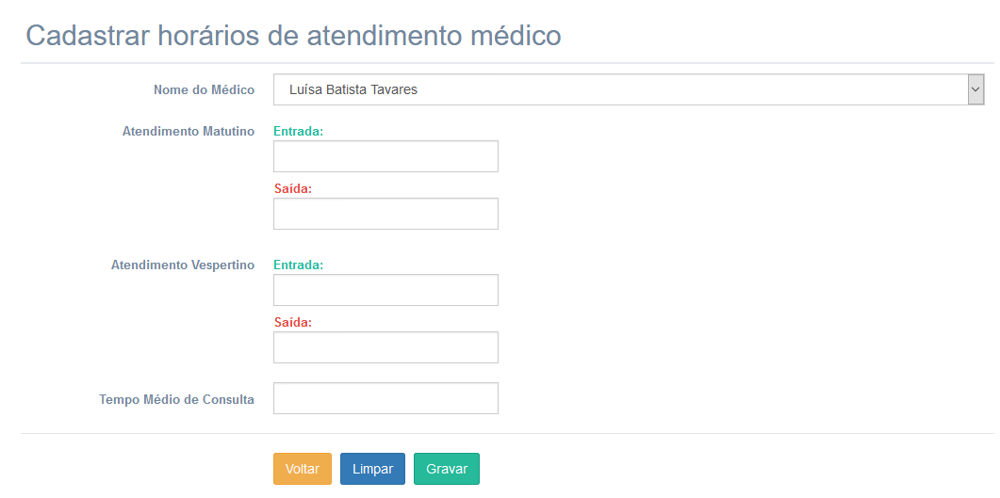 Cadastrar horários de atendimento médico
Nome do Médico
Luísa Batista Tavares
Atendimento Matutino
Entrada:
Saída:
Atendimento Vespertino
Entrada:
Saída:
Tempo Médio de Consulta
Voltar
Limpar
Gravar